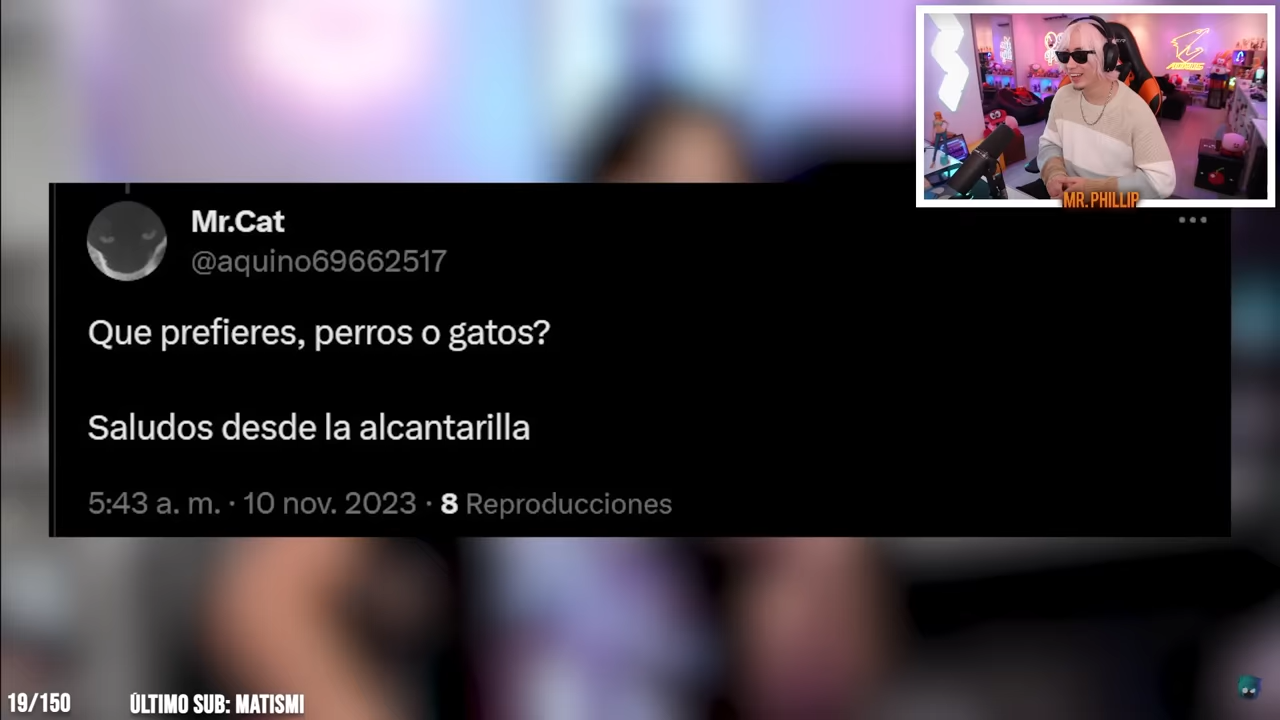 Mr.Cat
@aquino69662517
Que prefieres, perros o gatos?
Saludos desde la alcantarilla
5:43 a. m. · 10 nov. 2023 · 8 Reproducciones
AORUS
MR. PHILLIP
19/150
ÚLTIMO SUB: MATISMI